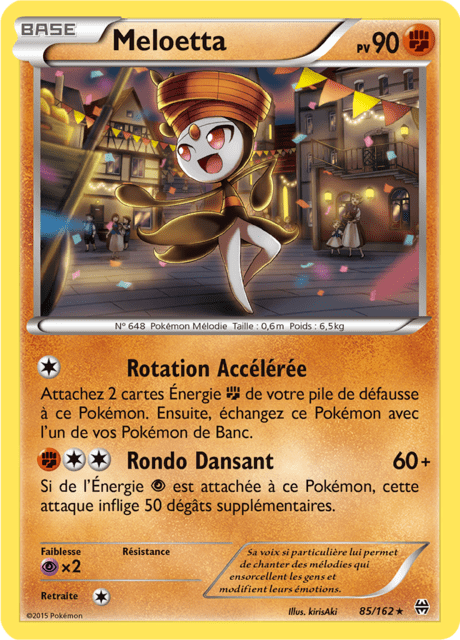 BASE
Meloetta
PV 90
N° 648 Pokémon Mélodie Taille : 0,6m Poids : 6,5kg
Rotation Accélérée
Attachez 2 cartes Énergie de votre pile de défausse
à ce Pokémon. Ensuite, échangez ce Pokémon avec
l'un de vos Pokémon de Banc.
Rondo Dansant 60+
Si de l'Énergie est attachée à ce Pokémon, cette
attaque inflige 50 dégâts supplémentaires.
Faiblesse Résistance
×2
Retraite
Sa voix si particulière lui permet
de chanter des mélodies qui
ensorcellent les gens et
modifient leurs émotions.
©2015 Pokémon
Illus. kirisAki
85/162 ★